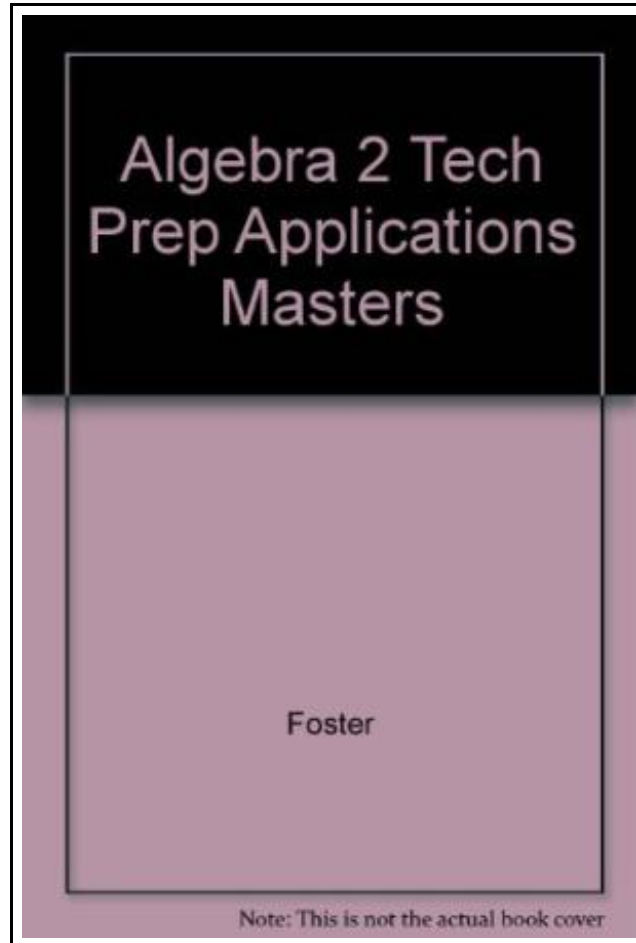 Algebra 2 Tech
Prep Applications
Masters
Foster
Note: This is not the actual book cover